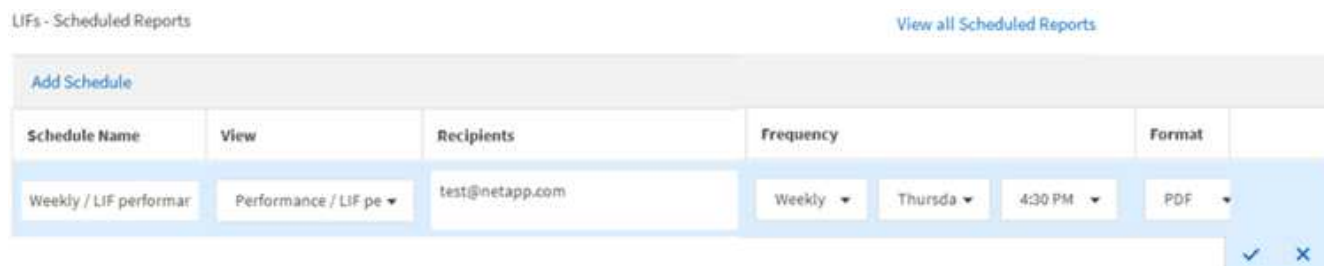 LIFs - Scheduled Reports
View all Scheduled Reports
Add Schedule
Schedule Name View Recipients Frequency Format
Weekly / LIF performar Performance / LIF pe test@netapp.com Weekly Thursda 4:30 PM PDF